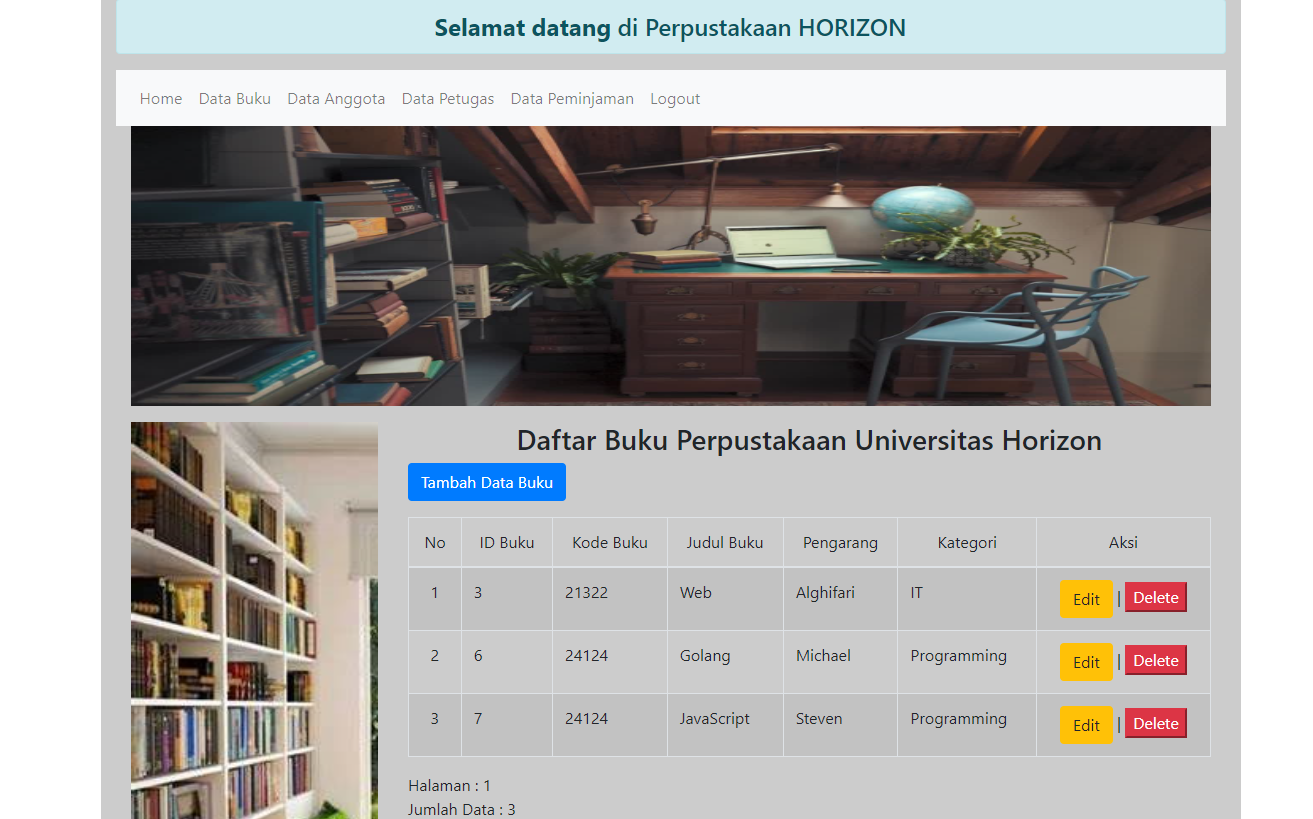 Selamat datang di Perpustakaan HORIZON
Home Data Buku Data Anggota Data Petugas Data Peminjaman Logout
Daftar Buku Perpustakaan Universitas Horizon
Tambah Data Buku
No ID Buku Kode Buku Judul Buku Pengarang Kategori Aksi
1 3 21322 Web Alghifari IT Edit | Delete
2 6 24124 Golang Michael Programming Edit | Delete
3 7 24124 JavaScript Steven Programming Edit | Delete
Halaman : 1
Jumlah Data : 3